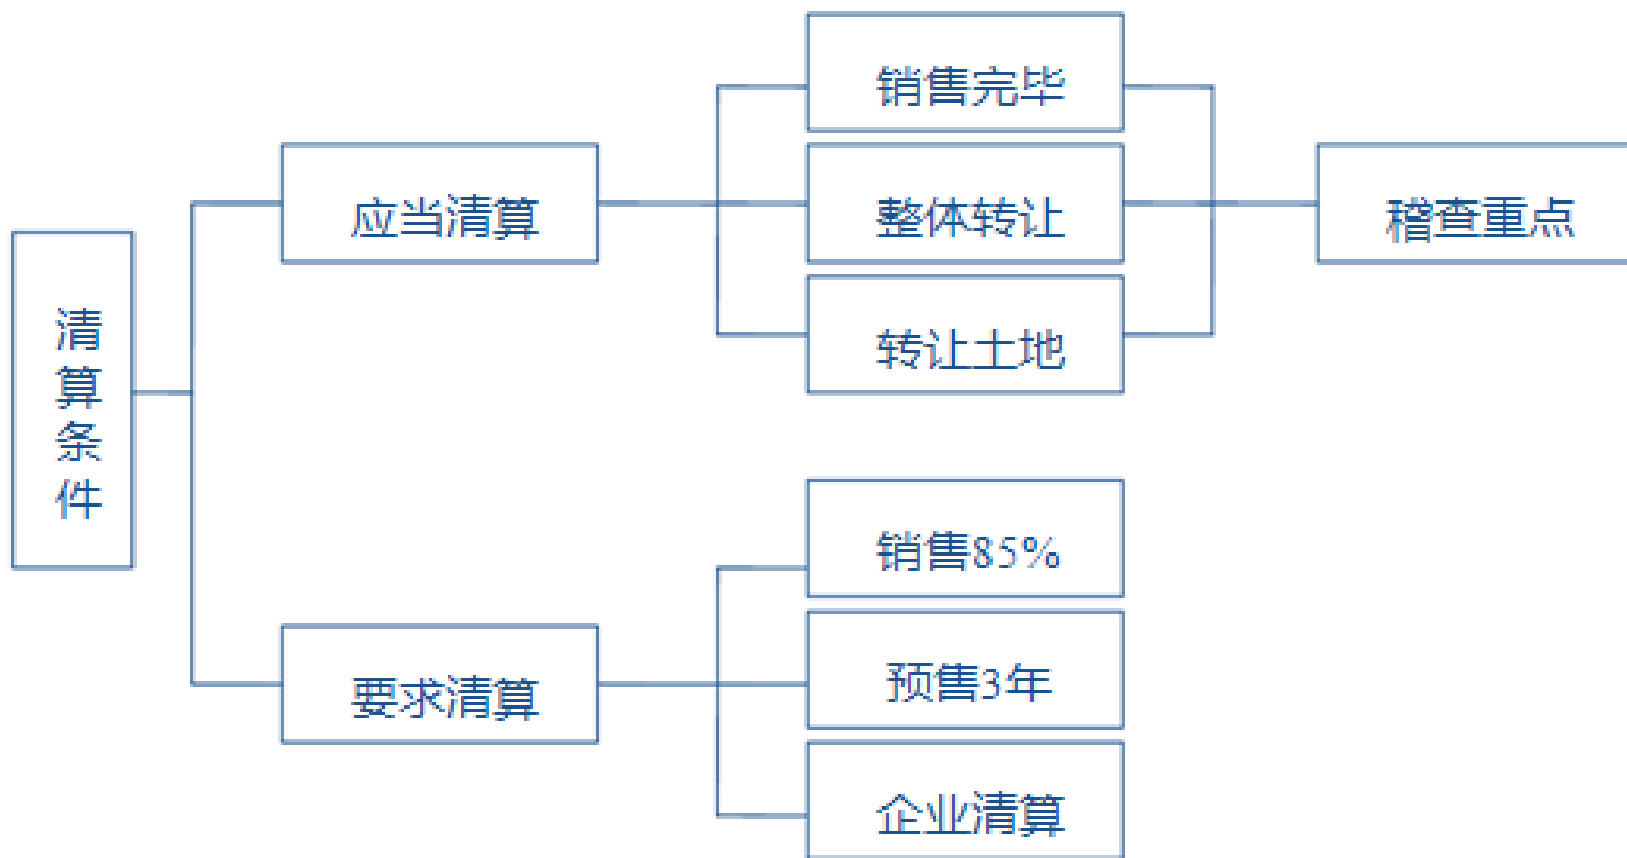 清算条件
应当清算
销售完毕
整体转让
转让土地
稽查重点
要求清算
销售85%
预售3年
企业清算